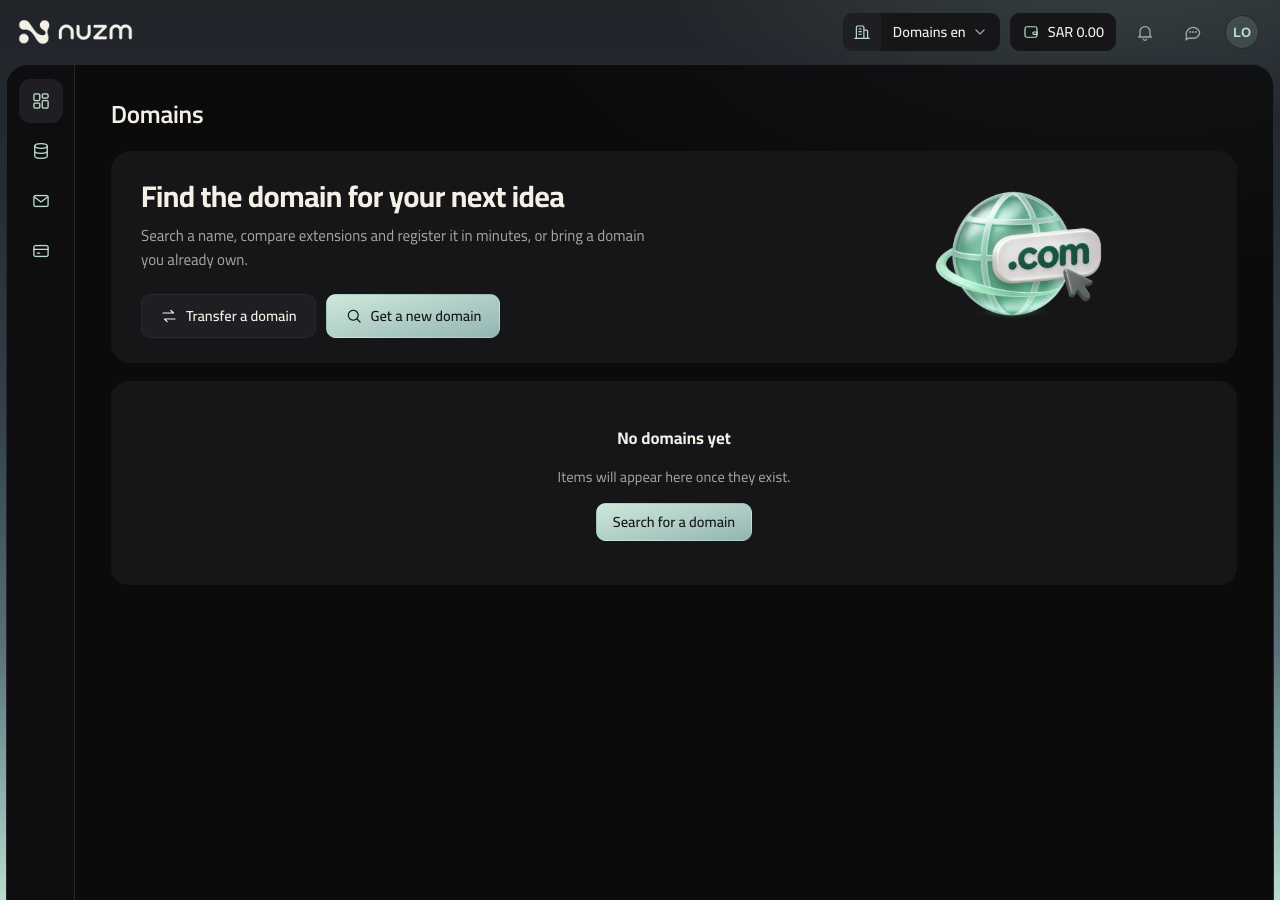 nuzm
Domains en
SAR 0.00
LO
Domains
Find the domain for your next idea
Search a name, compare extensions and register it in minutes, or bring a domain
you already own.
Transfer a domain
Get a new domain
.com
No domains yet
Items will appear here once they exist.
Search for a domain